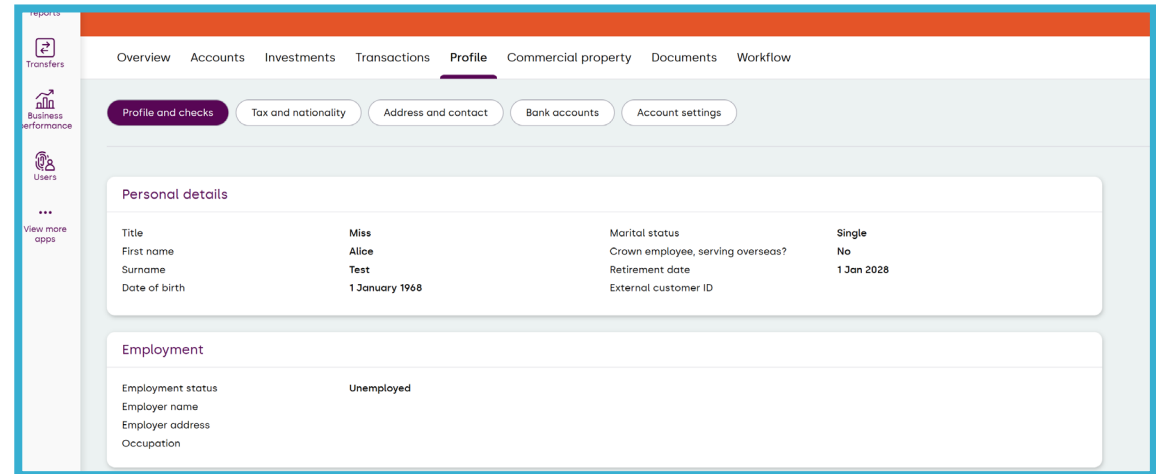 reports
Transfers
Business
performance
Users
View more
apps
Overview Accounts Investments Transactions Profile Commercial property Documents Workflow
Profile and checks Tax and nationality Address and contact Bank accounts Account settings
Personal details
Title Miss Marital status Single
First name Alice Crown employee, serving overseas? No
Surname Test Retirement date 1 Jan 2028
Date of birth 1 January 1968 External customer ID
Employment
Employment status Unemployed
Employer name
Employer address
Occupation